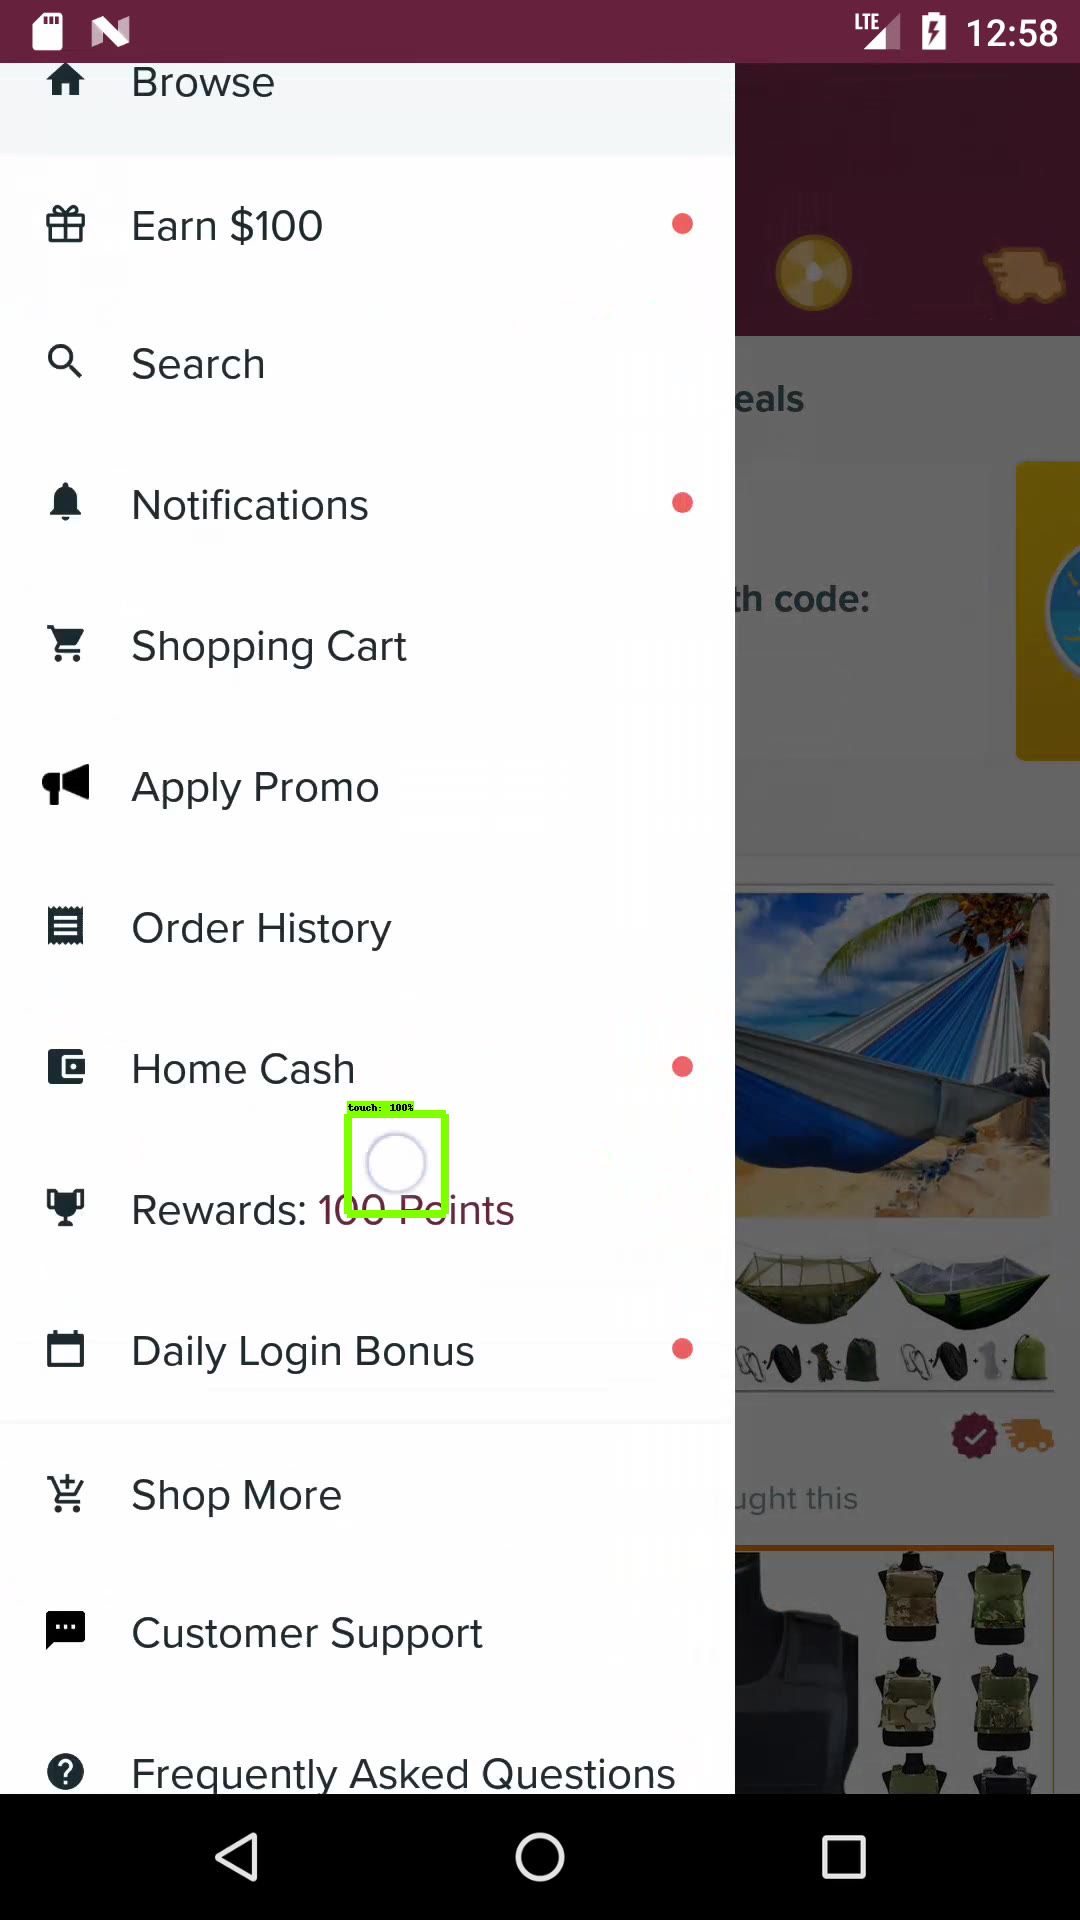 LTE 12:58
Browse
Earn $100
Search
eals
Notifications
th code:
Shopping Cart
Apply Promo
Order History
Home Cash
touch: 100%
Rewards: 100 Points
Daily Login Bonus
Shop More
ught this
Customer Support
Frequently Asked Questions